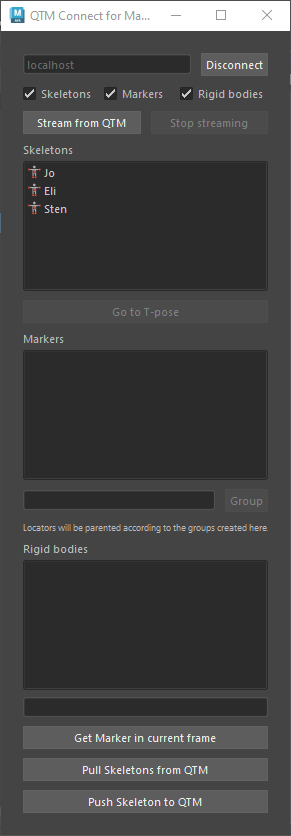 QTM Connect for Ma...
localhost
Disconnect
Skeletons Markers Rigid bodies
Stream from QTM Stop streaming
Skeletons
Jo
Eli
Sten
Go to T-pose
Markers
Group
Locators will be parented according to the groups created here.
Rigid bodies
Get Marker in current frame
Pull Skeletons from QTM
Push Skeleton to QTM